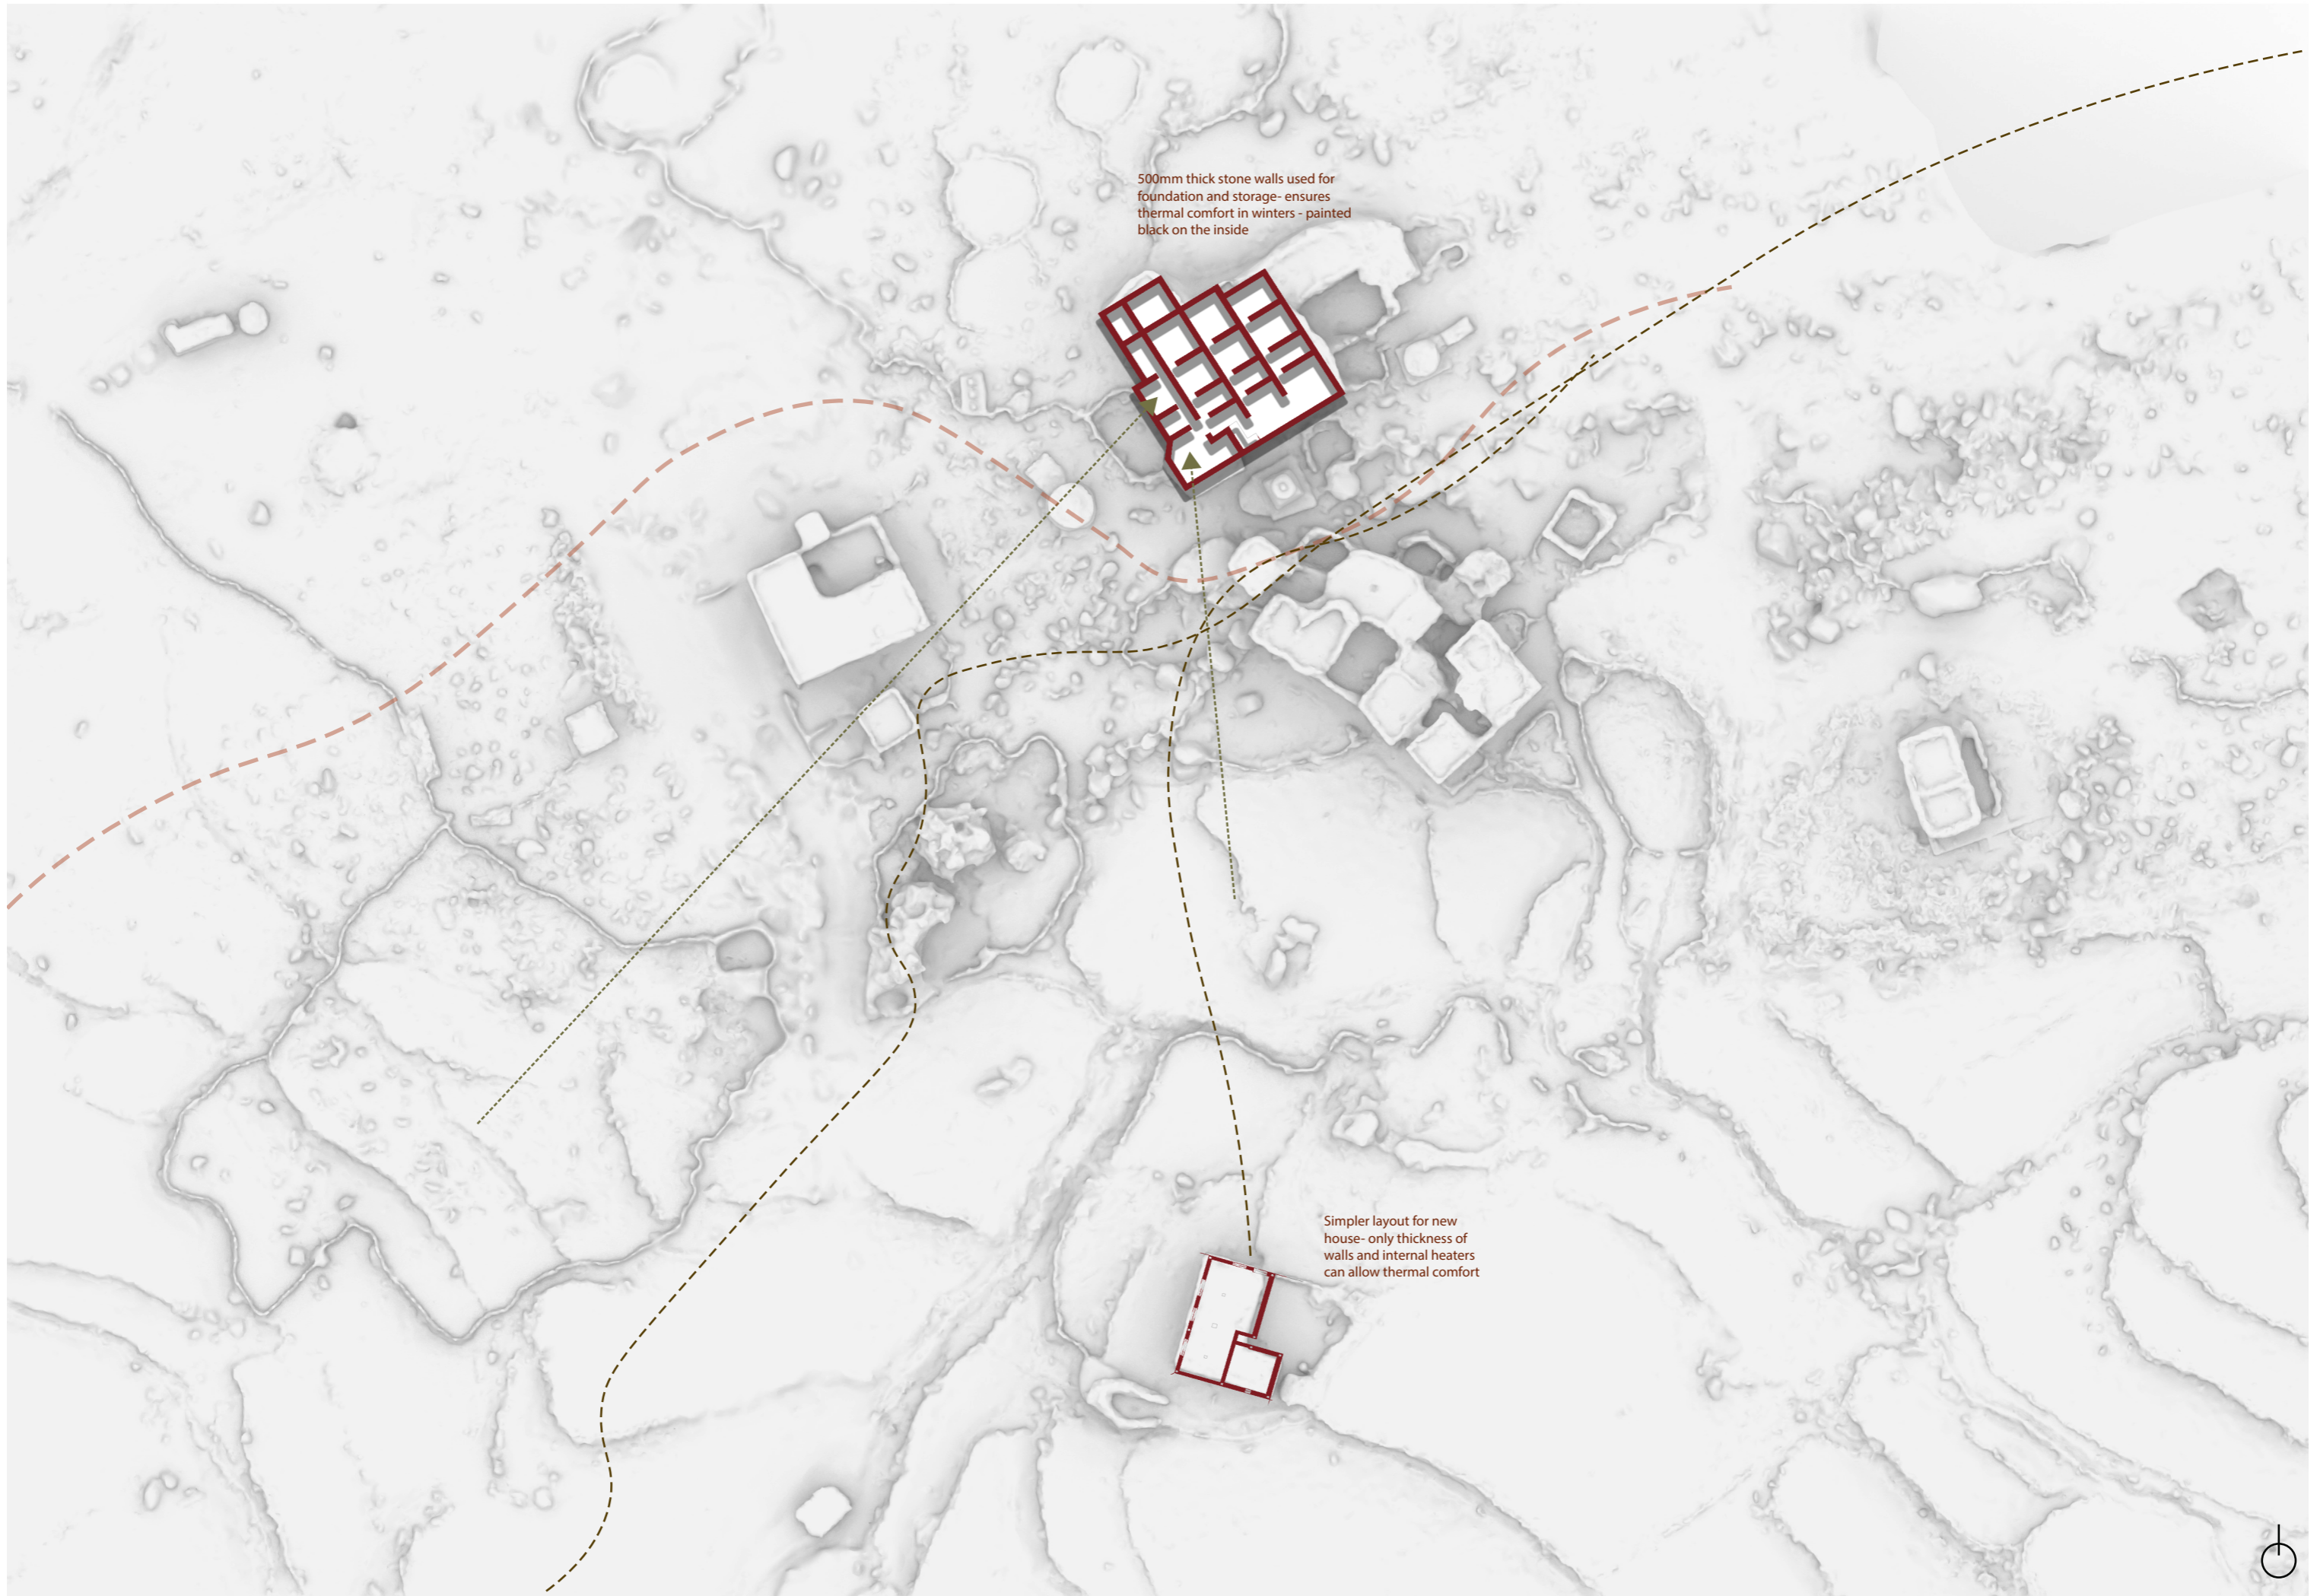 500mm thick stone walls used for
foundation and storage- ensures
thermal comfort in winters - painted
black on the inside
Simpler layout for new
house- only thickness of
walls and internal heaters
can allow thermal comfort